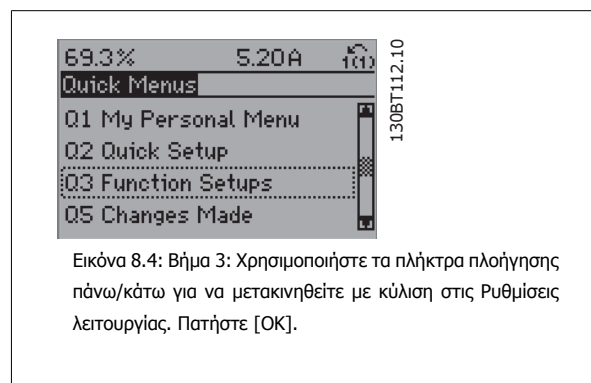 69.3% 5.20A 1(1)
Quick Menus
Q1 My Personal Menu
Q2 Quick Setup
Q3 Function Setups
Q5 Changes Made
130BT112.10
Εικόνα 8.4: Βήμα 3: Χρησιμοποιήστε τα πλήκτρα πλοήγησης
πάνω/κάτω για να μετακινηθείτε με κύλιση στις Ρυθμίσεις
λειτουργίας. Πατήστε [OK].